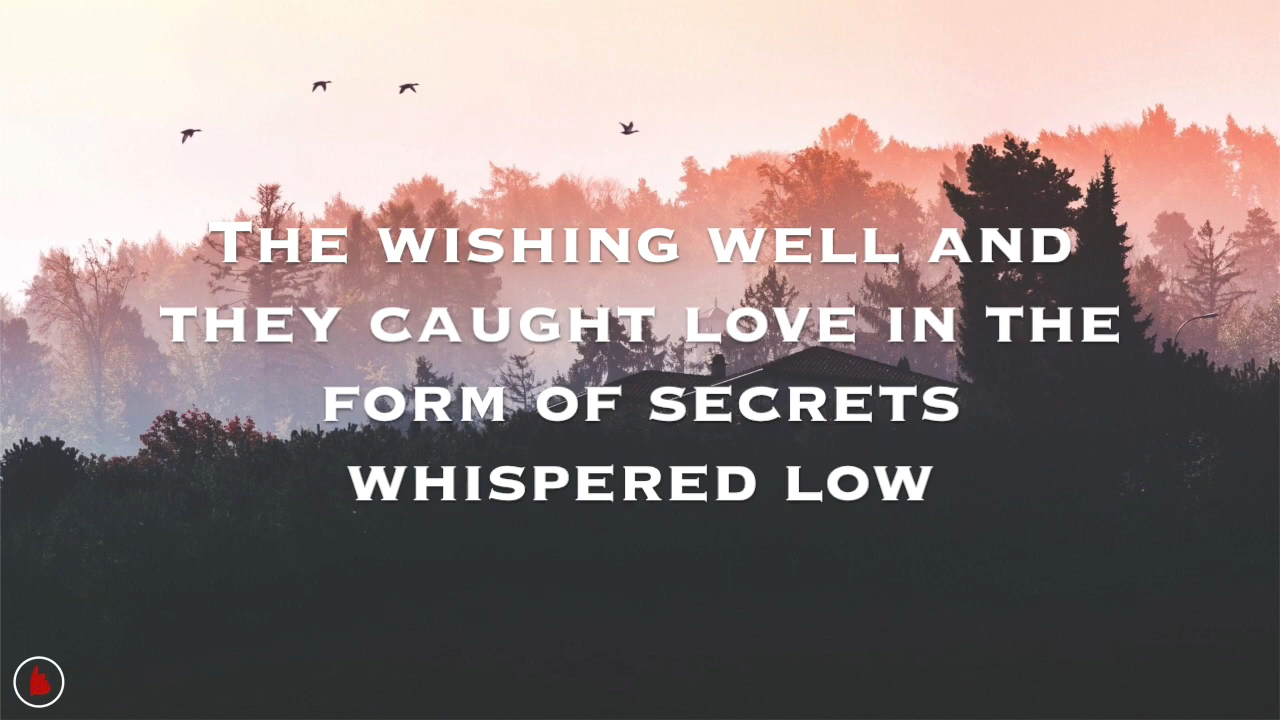 The wishing well and
they caught love in the
form of secrets
whispered low